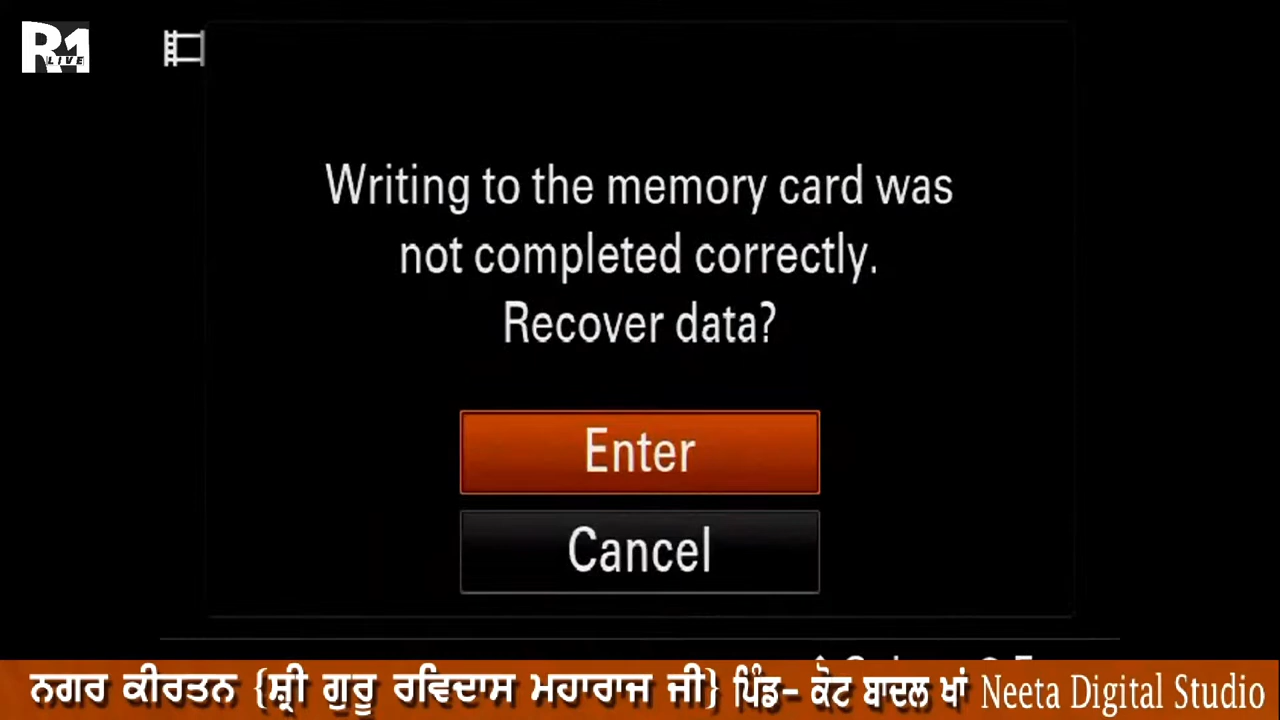 R1
LIVE
Writing to the memory card was
not completed correctly.
Recover data?
Enter
Cancel
ਨਗਰ ਕੀਰਤਨ {ਸ਼੍ਰੀ ਗੁਰੂ ਰਵਿਦਾਸ ਮਹਾਰਾਜ ਜੀ} ਪਿੰਡ- ਕੋਟ ਬਾਦਲ ਖਾਂ Neeta Digital Studio